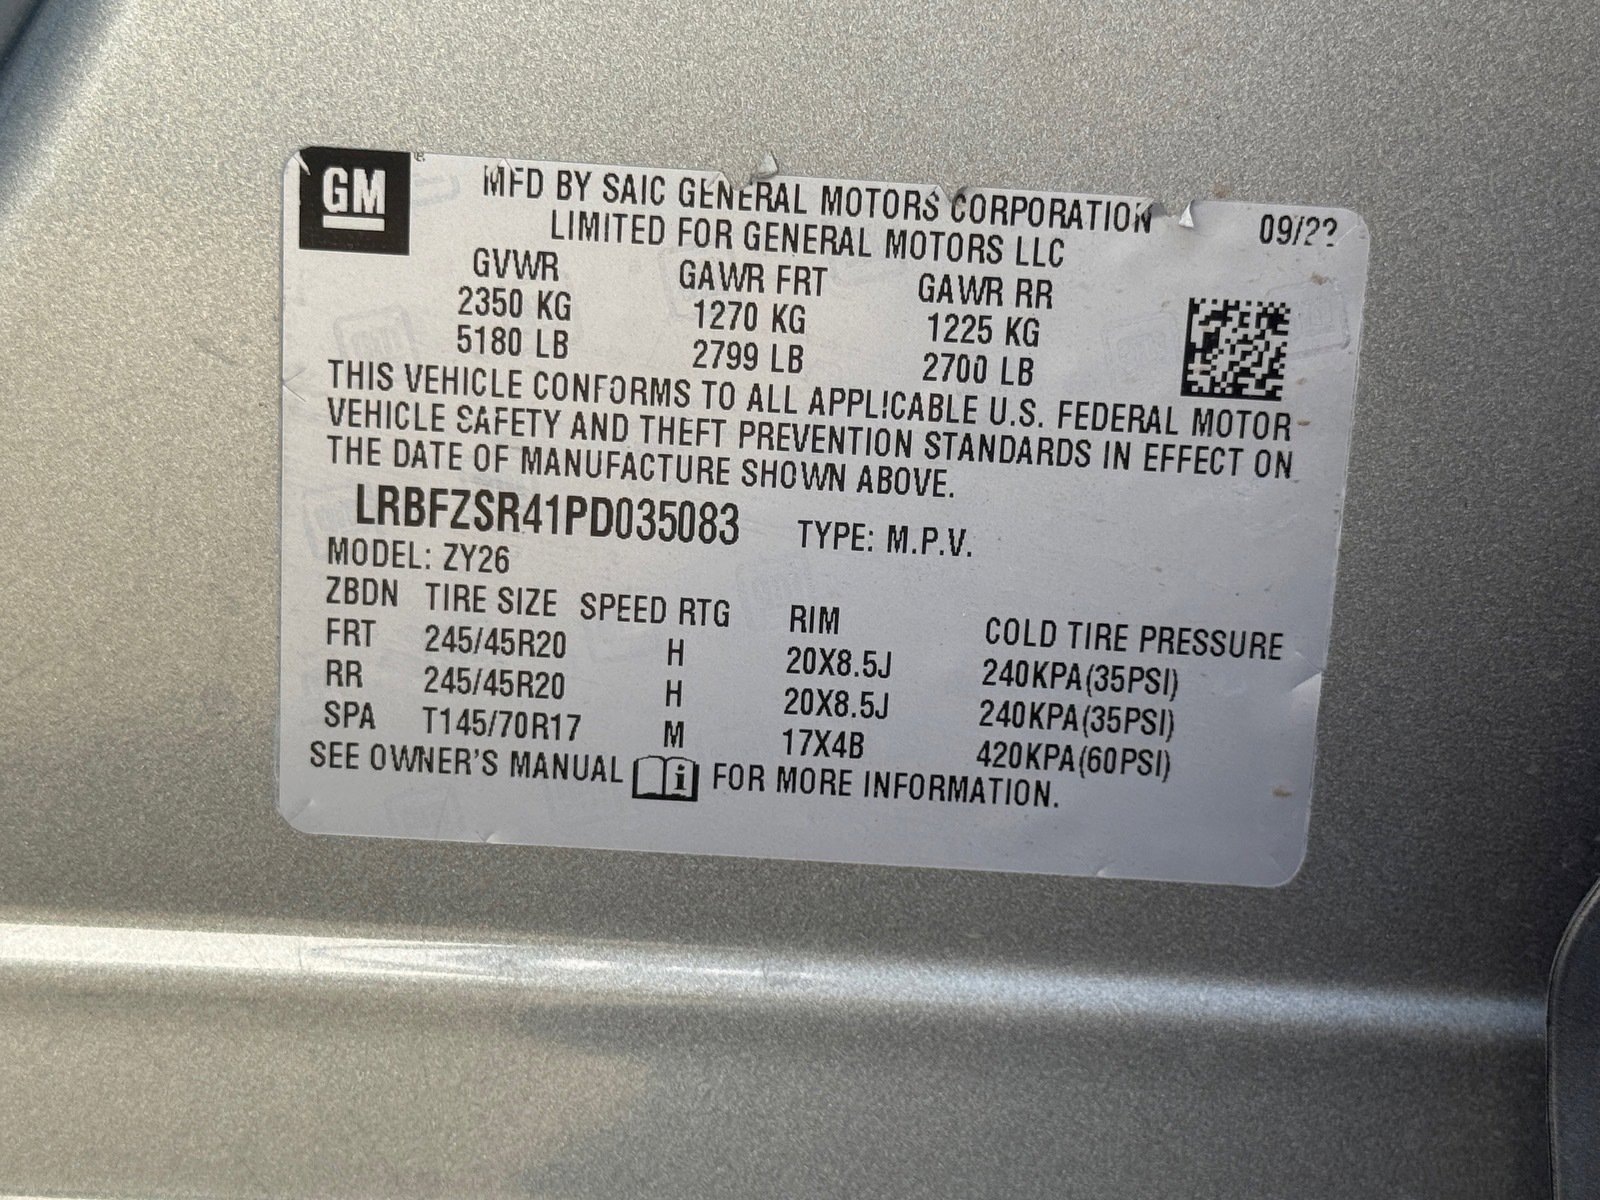 GM
MFD BY SAIC GENERAL MOTORS CORPORATION
LIMITED FOR GENERAL MOTORS LLC
GVWR GAWR FRT GAWR RR
2350 KG 1270 KG 1225 KG
5180 LB 2799 LB 2700 LB
THIS VEHICLE CONFORMS TO ALL APPLICABLE U.S. FEDERAL MOTOR
VEHICLE SAFETY AND THEFT PREVENTION STANDARDS IN EFFECT ON
THE DATE OF MANUFACTURE SHOWN ABOVE.
LRBFZSR41PD035083 TYPE: M.P.V.
MODEL: ZY26
ZBDN TIRE SIZE SPEED RTG RIM COLD TIRE PRESSURE
FRT 245/45R20 H 20X8.5J 240KPA(35PSI)
RR 245/45R20 H 20X8.5J 240KPA(35PSI)
SPA T145/70R17 M 17X4B 420KPA(60PSI)
SEE OWNER'S MANUAL i FOR MORE INFORMATION.